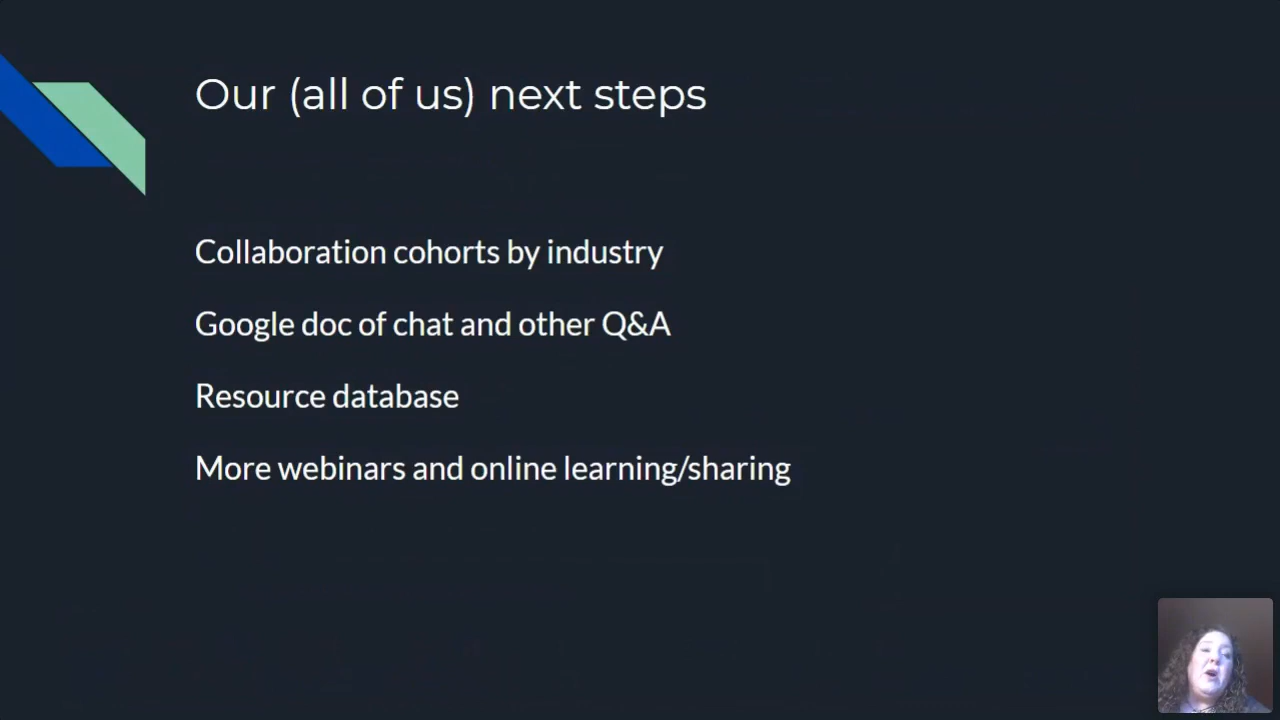 Our (all of us) next steps
Collaboration cohorts by industry
Google doc of chat and other Q&A
Resource database
More webinars and online learning/sharing